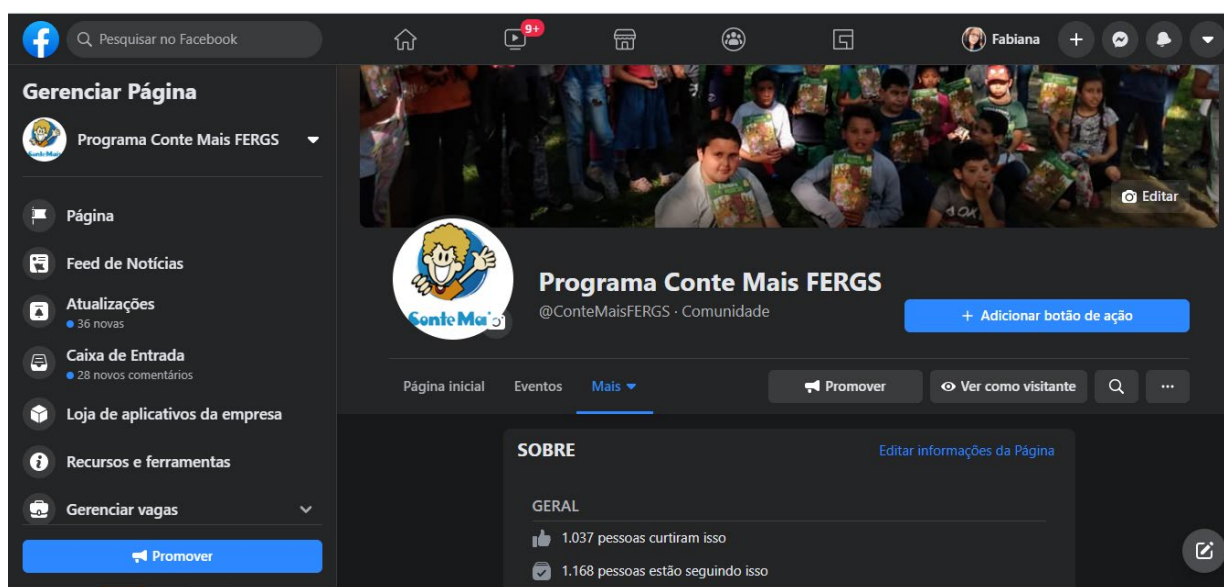 Pesquisar no Facebook
9+
Fabiana
Gerenciar Página
Programa Conte Mais FERGS
Página
Feed de Notícias
Atualizações
36 novas
Caixa de Entrada
28 novos comentários
Loja de aplicativos da empresa
Recursos e ferramentas
Gerenciar vagas
Promover
Editar
Conte Mais
Programa Conte Mais FERGS
@ConteMaisFERGS · Comunidade
+ Adicionar botão de ação
Página inicial Eventos Mais
Promover
Ver como visitante
SOBRE
Editar informações da Página
GERAL
1.037 pessoas curtiram isso
1.168 pessoas estão seguindo isso